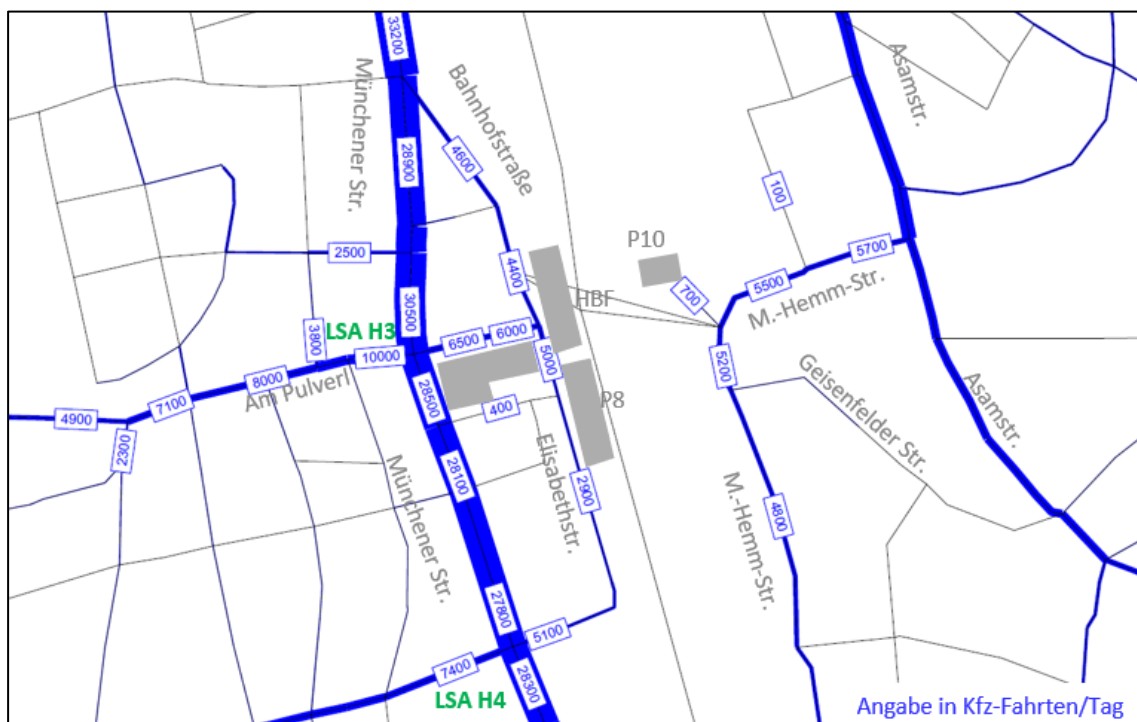 33200
Münchener Str.
Bahnhofstraße
Asamstr.
28900
4600
100
P10
2500
4400
5700
700
5500
HBF
M.-Hemm-Str.
30500
LSA H3
3800
10000
6500
6000
5000
5200
8000
Am Pulverl
7100
28500
400
P8
Geisenfelder Str.
Asamstr.
4900
2300
28100
Elisabethstr.
2900
4800
Münchener Str.
M.-Hemm-Str.
27800
5100
7400
28300
LSA H4
Angabe in Kfz-Fahrten/Tag